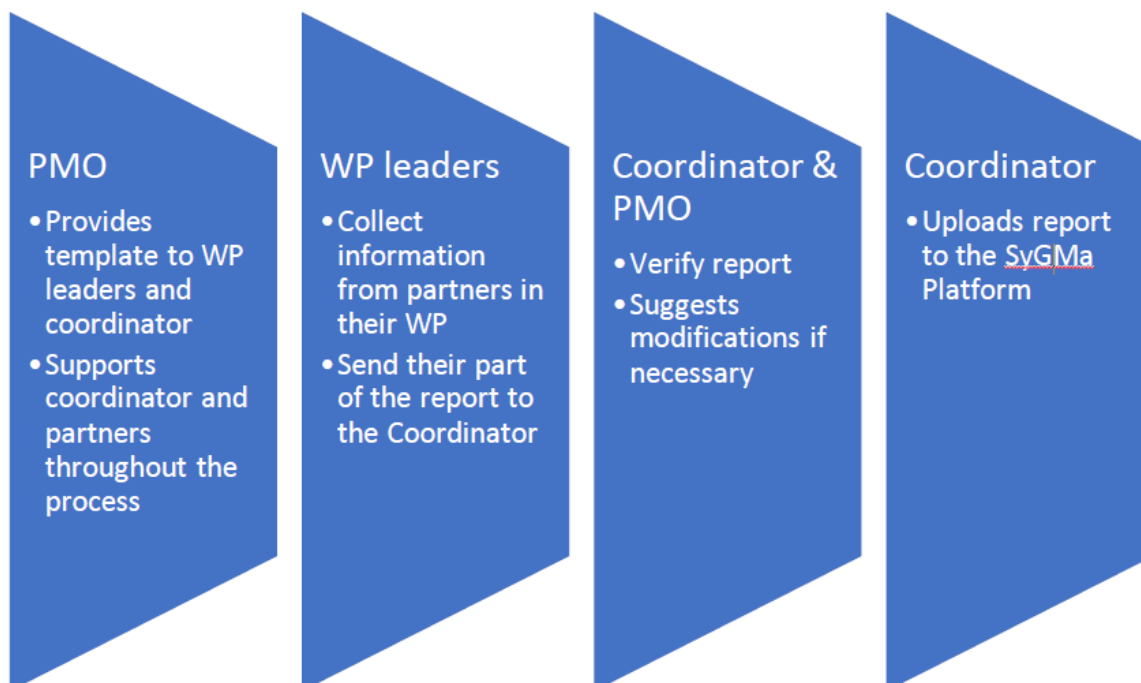 PMO
•Provides
template to WP
leaders and
coordinator
•Supports
coordinator and
partners
throughout the
process
WP leaders
•Collect
information
from partners in
their WP
•Send their part
of the report to
the Coordinator
Coordinator &
PMO
•Verify report
•Suggests
modifications if
necessary
Coordinator
•Uploads report
to the SyGMa
Platform